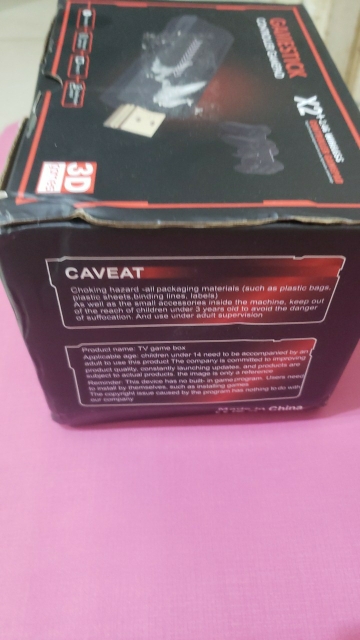 GAMESTICK
CONTROLLER GAMEPAD
X2
3D
CAVEAT
Choking hazard -all packaging materials (such as plastic bags,
plastic sheets,binding lines, labels)
As well as the small accessories inside the machine, keep out
of the reach of children under 3 years old to avoid the danger
of suffocation. And use under adult supervision
Product name: TV game box
Applicable age: children under 14 need to be accompanied by an
adult to use this product The company is committed to improving
product quality, constantly launching updates, and products are
subject to actual products, the image is only a reference
Reminder: This device has no built- in game program. Users need
to install by themselves, such as installing games
The copyright issue caused by the program has nothing to do with
our company
Made in China